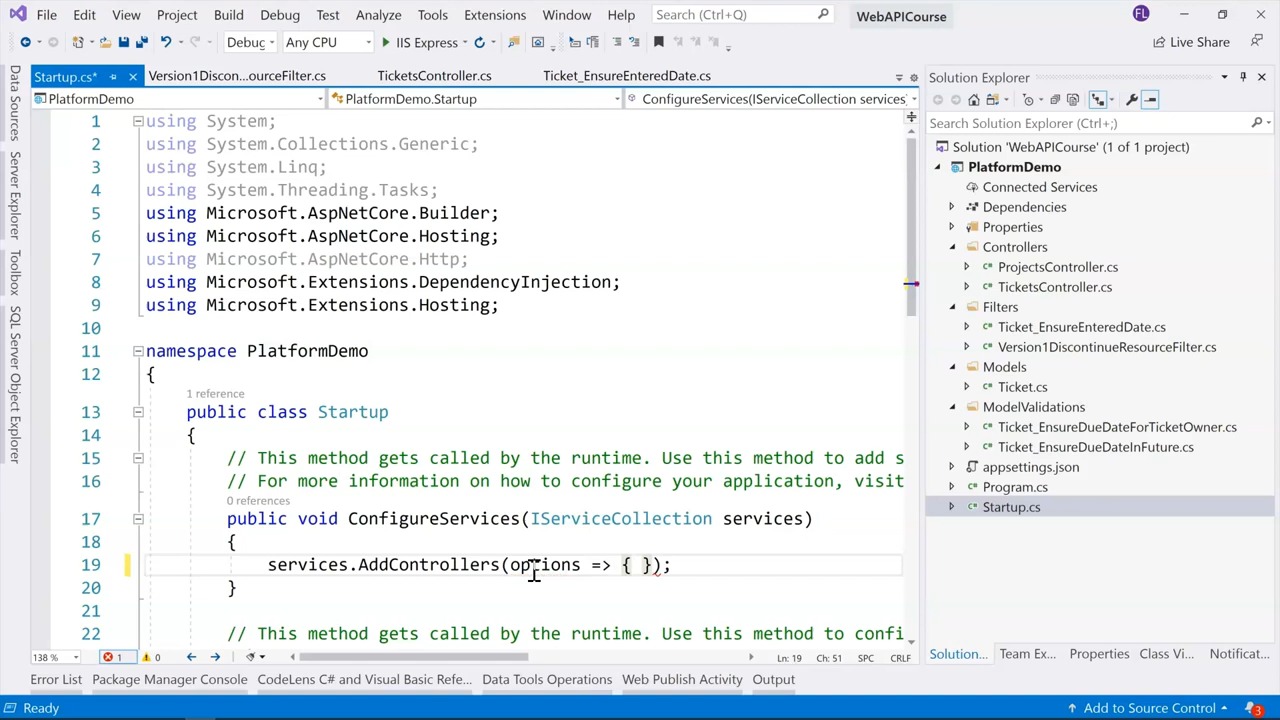 File Edit View Project Build Debug Test Analyze Tools Extensions Window Help Search (Ctrl+Q) WebAPICourse FL
Debug Any CPU IIS Express Live Share
Startup.cs* Version1Discon...ourceFilter.cs TicketsController.cs Ticket_EnsureEnteredDate.cs
PlatformDemo PlatformDemo.Startup ConfigureServices(IServiceCollection services)
1 using System;
2 using System.Collections.Generic;
3 using System.Linq;
4 using System.Threading.Tasks;
5 using Microsoft.AspNetCore.Builder;
6 using Microsoft.AspNetCore.Hosting;
7 using Microsoft.AspNetCore.Http;
8 using Microsoft.Extensions.DependencyInjection;
9 using Microsoft.Extensions.Hosting;
10
11 namespace PlatformDemo
12 {
1 reference
13 public class Startup
14 {
15 // This method gets called by the runtime. Use this method to add s
16 // For more information on how to configure your application, visit
0 references
17 public void ConfigureServices(IServiceCollection services)
18 {
19 services.AddControllers(options => { });
20 }
21
22 // This method gets called by the runtime. Use this method to confi
138 % 1 0 Ln: 19 Ch: 51 SPC CRLF
Data Sources
Server Explorer
Toolbox
SQL Server Object Explorer
Solution Explorer
Search Solution Explorer (Ctrl+;)
Solution 'WebAPICourse' (1 of 1 project)
PlatformDemo
Connected Services
Dependencies
Properties
Controllers
ProjectsController.cs
TicketsController.cs
Filters
Ticket_EnsureEnteredDate.cs
Version1DiscontinueResourceFilter.cs
Models
Ticket.cs
ModelValidations
Ticket_EnsureDueDateForTicketOwner.cs
Ticket_EnsureDueDateInFuture.cs
appsettings.json
Program.cs
Startup.cs
Solution... Team Ex... Properties Class Vi... Notificat...
Error List Package Manager Console CodeLens C# and Visual Basic Refe... Data Tools Operations Web Publish Activity Output
Ready Add to Source Control 3